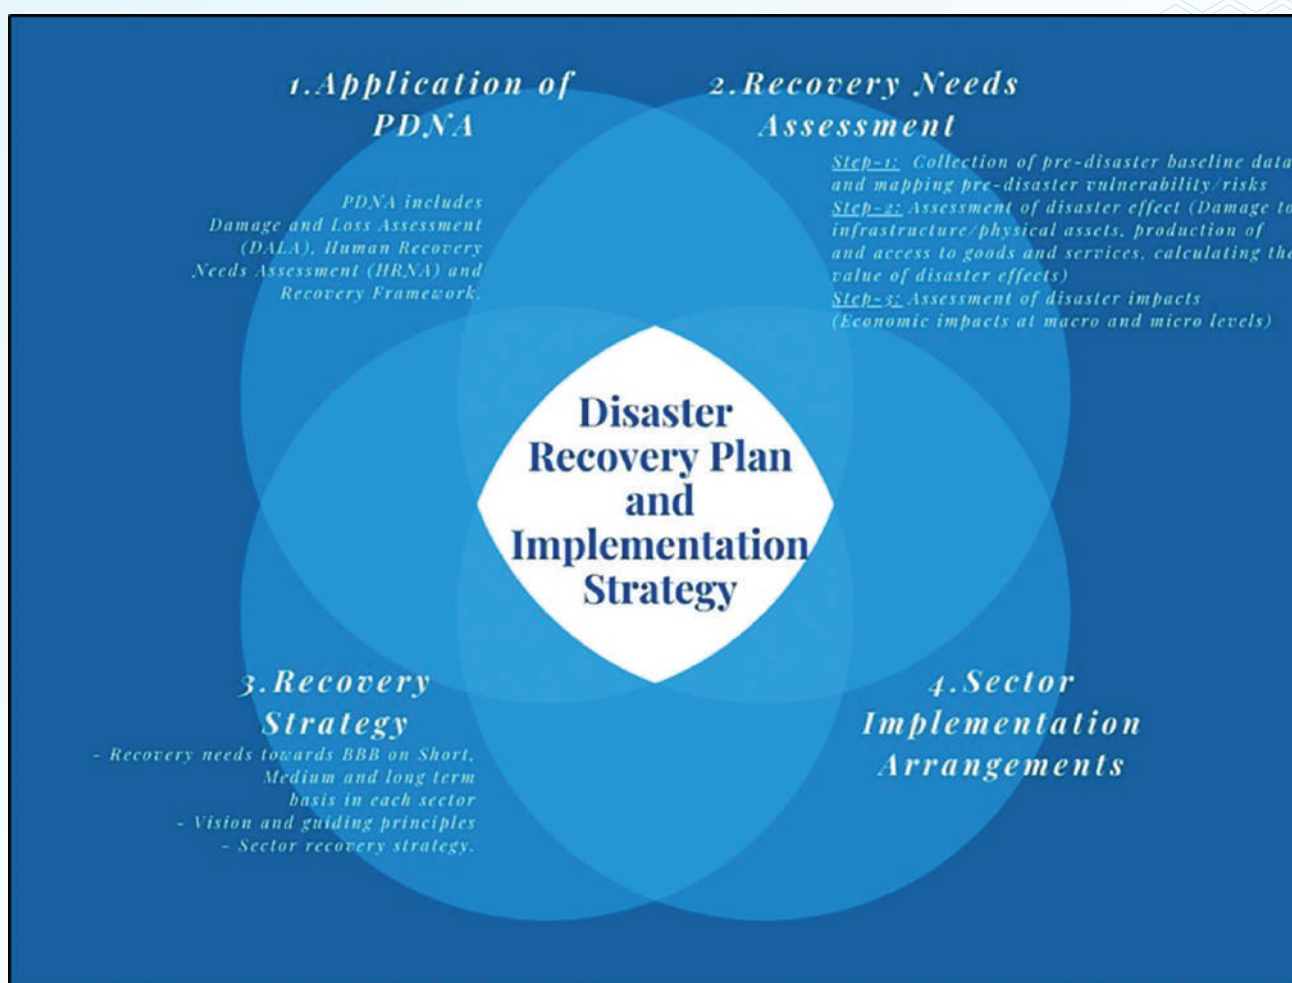 1.Application of
PDNA
PDNA includes
Damage and Loss Assessment
(DALA), Human Recovery
Needs Assessment (HRNA) and
Recovery Framework.
2.Recovery Needs
Assessment
Step-1: Collection of pre-disaster baseline data
and mapping pre-disaster vulnerability/risks
Step-2: Assessment of disaster effect (Damage to
infrastructure/physical assets, production of
and access to goods and services, calculating the
value of disaster effects)
Step-3: Assessment of disaster impacts
(Economic impacts at macro and micro levels)
Disaster
Recovery Plan
and
Implementation
Strategy
3.Recovery
Strategy
- Recovery needs towards BBB on Short,
Medium and long term
basis in each sector
- Vision and guiding principles
- Sector recovery strategy.
4.Sector
Implementation
Arrangements